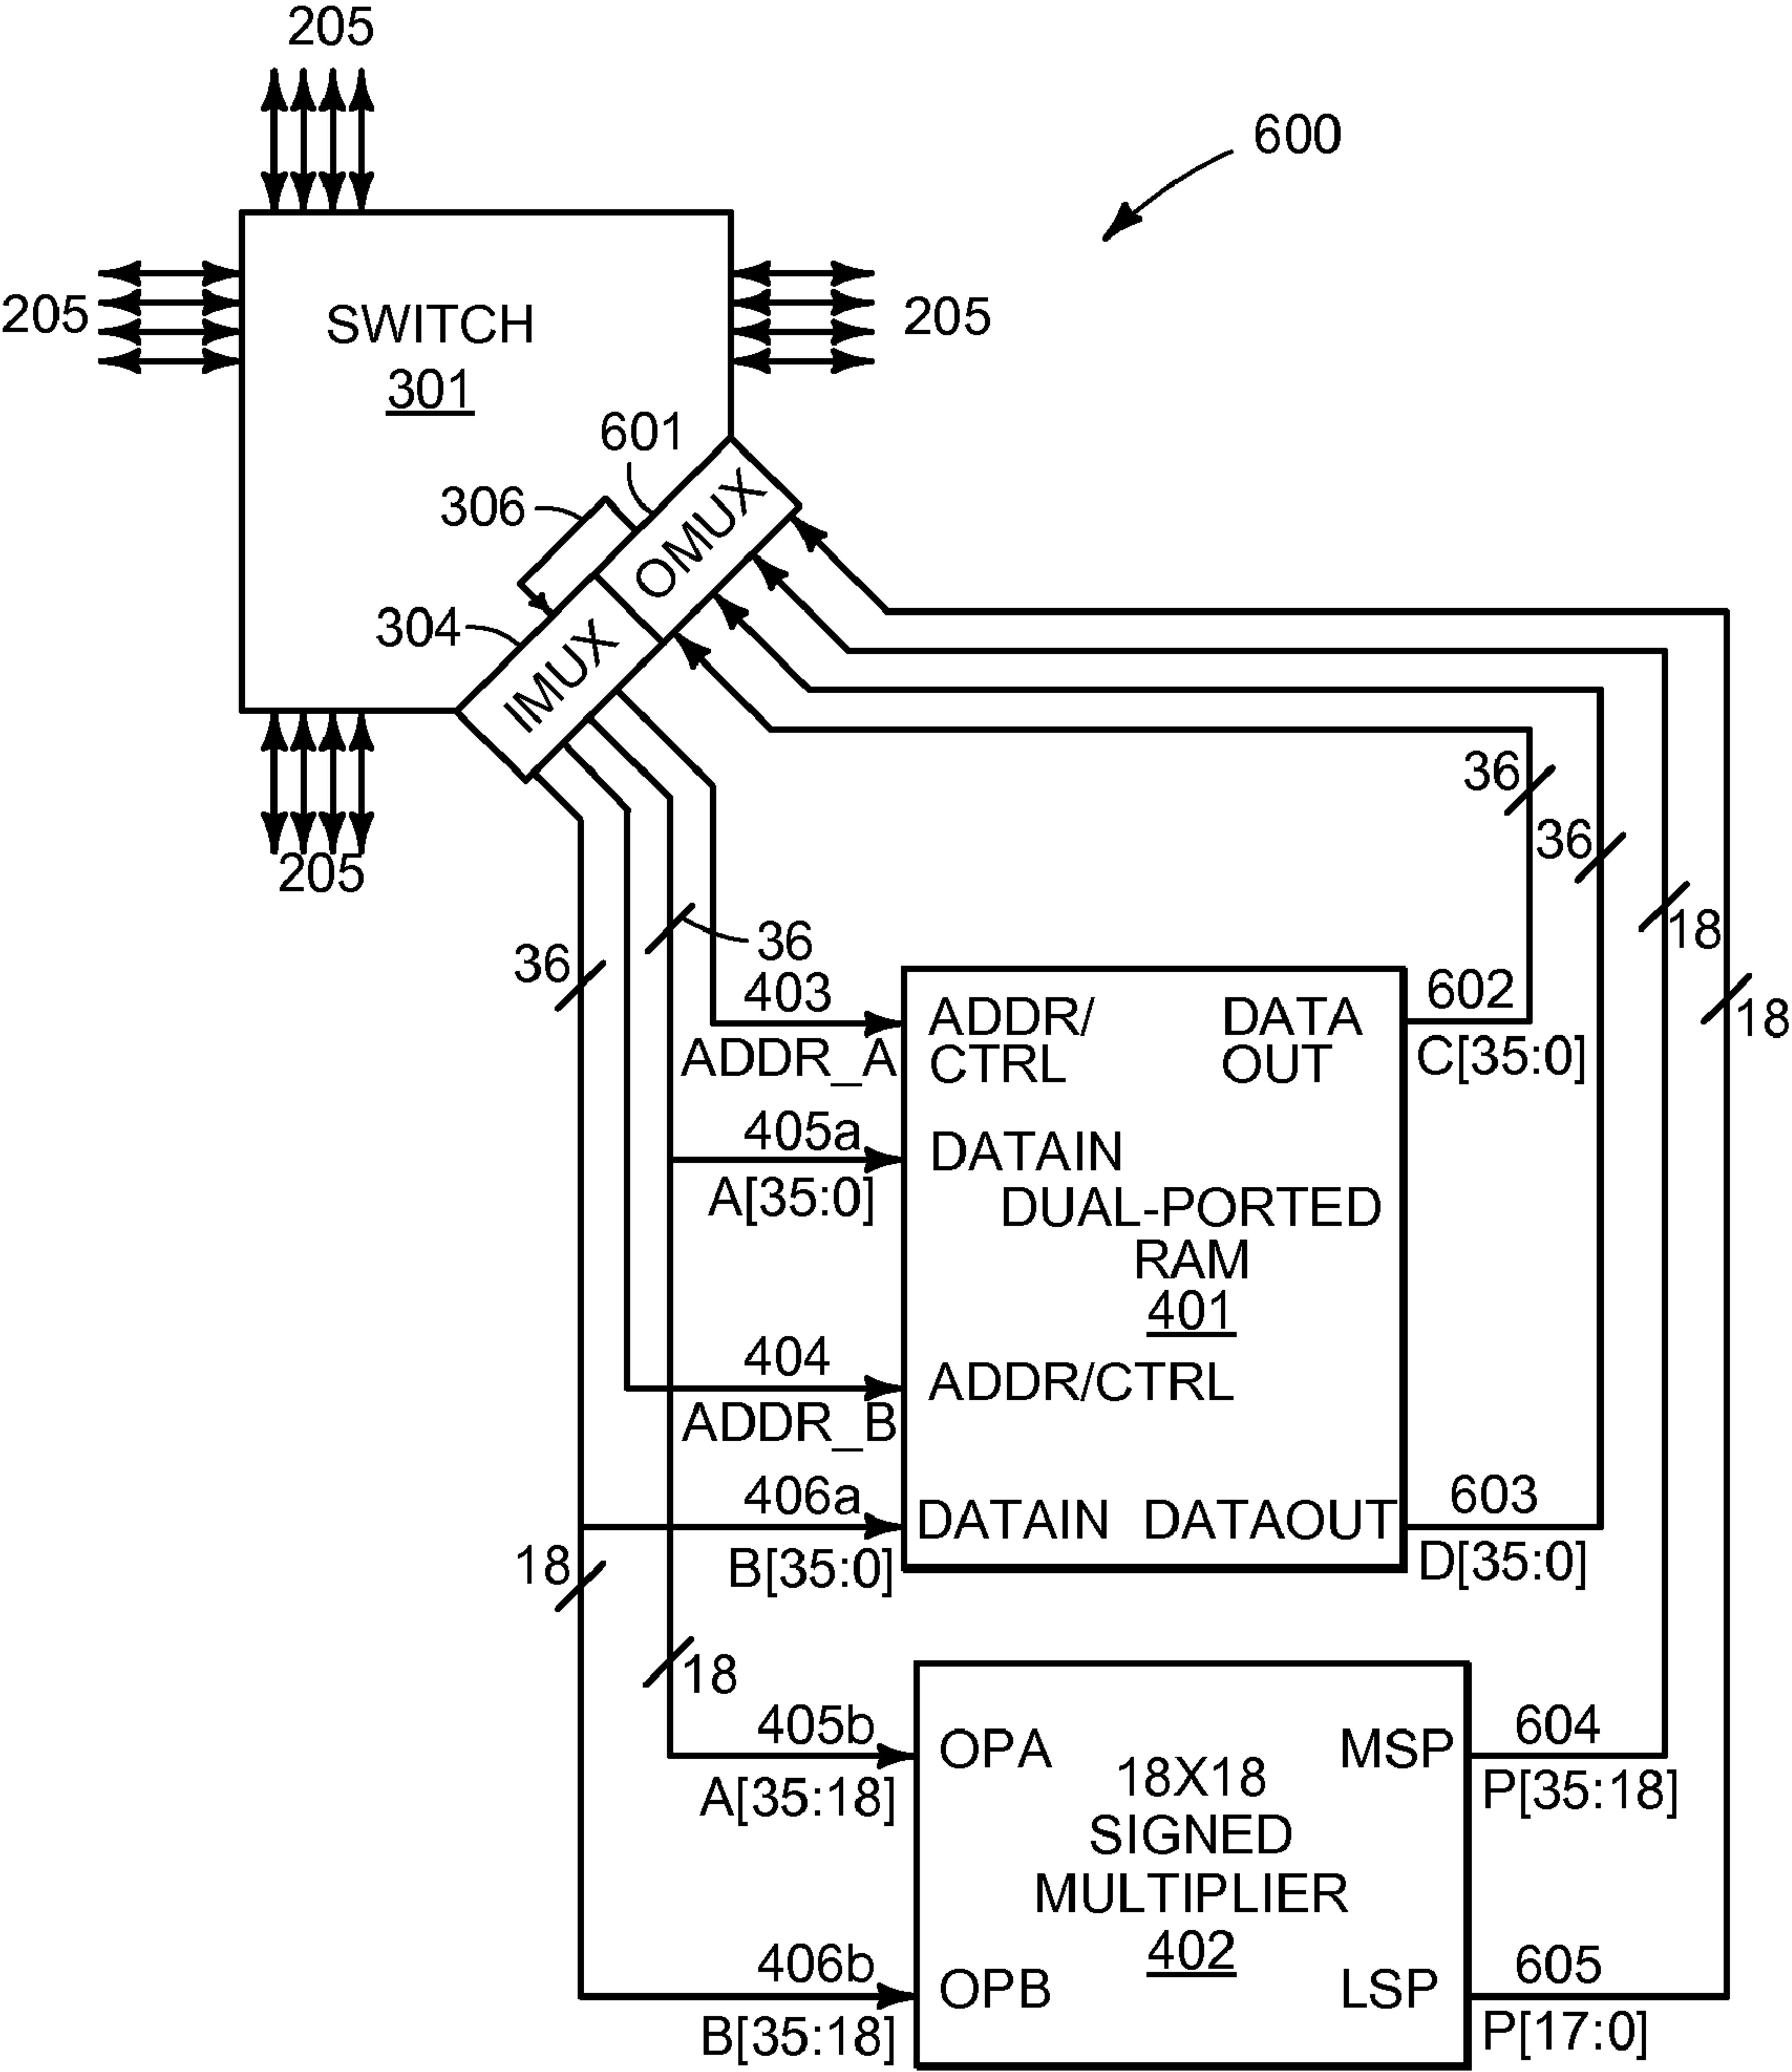 205
600
205
SWITCH
301
205
601
306
OMUX
304
IMUX
205
36
36
18
36
36
18
403
ADDR_A
ADDR/
CTRL
DATA
OUT
602
C[35:0]
405a
A[35:0]
DATAIN
DUAL-PORTED
RAM
401
404
ADDR_B
ADDR/CTRL
406a
B[35:0]
DATAIN
DATAOUT
603
D[35:0]
18
18
405b
A[35:18]
OPA
MSP
604
P[35:18]
18X18
SIGNED
MULTIPLIER
402
406b
B[35:18]
OPB
LSP
605
P[17:0]